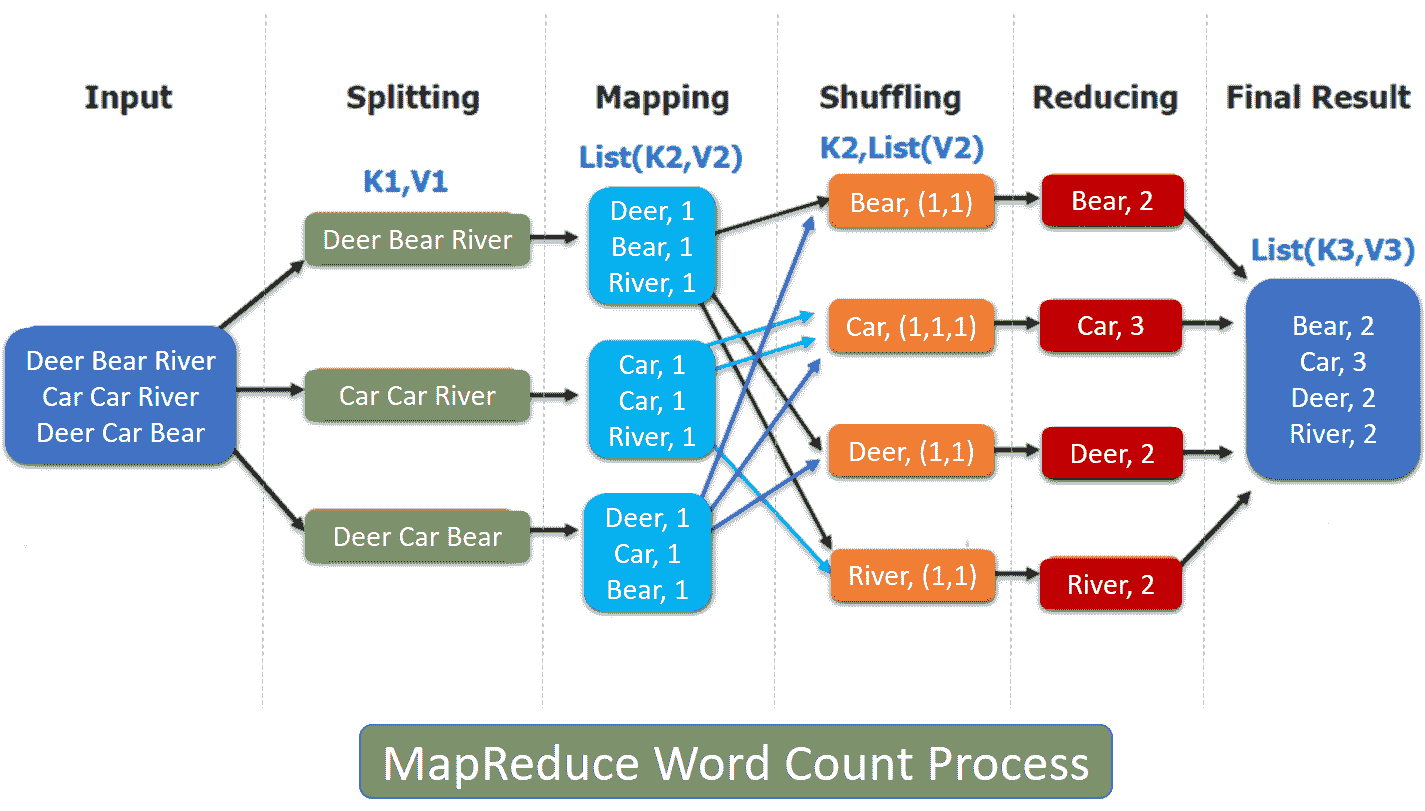 Input
Splitting
Mapping
Shuffling
Reducing
Final Result
K1,V1
List(K2,V2)
K2,List(V2)
List(K3,V3)
Deer Bear River
Car Car River
Deer Car Bear
Deer Bear River
Car Car River
Deer Car Bear
Deer, 1
Bear, 1
River, 1
Car, 1
Car, 1
River, 1
Deer, 1
Car, 1
Bear, 1
Bear, (1,1)
Car, (1,1,1)
Deer, (1,1)
River, (1,1)
Bear, 2
Car, 3
Deer, 2
River, 2
Bear, 2
Car, 3
Deer, 2
River, 2
MapReduce Word Count Process